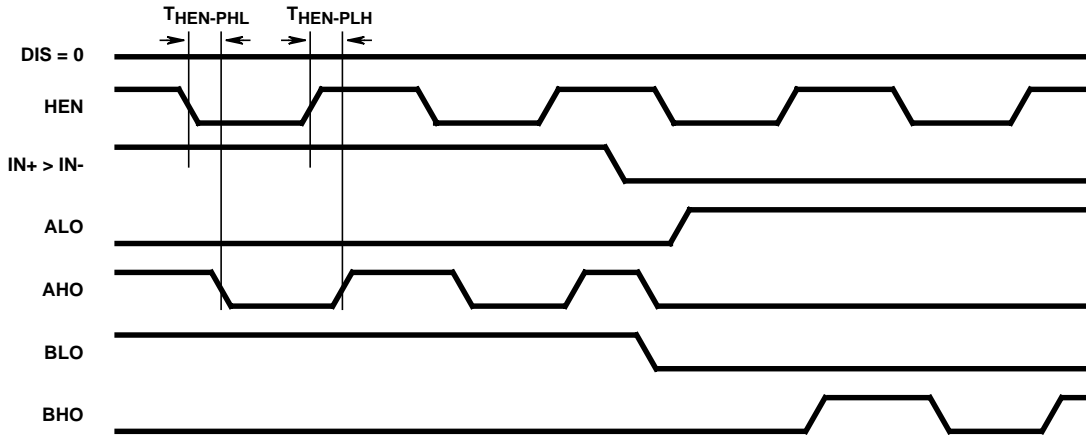 THEN-PHL THEN-PLH
DIS = 0
HEN
IN+ > IN-
ALO
AHO
BLO
BHO